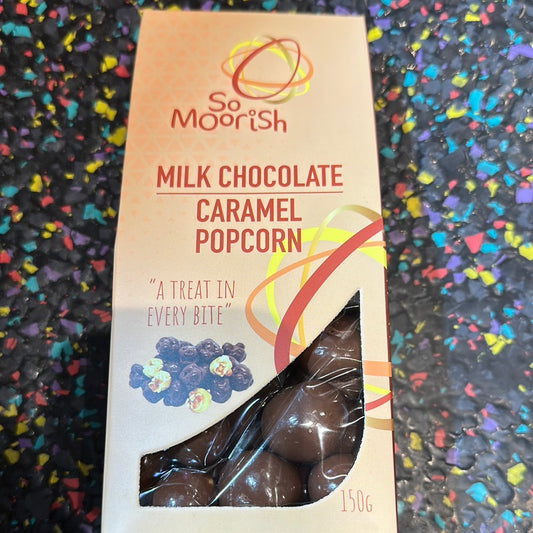 So
Moorish
MILK CHOCOLATE
CARAMEL
POPCORN
"A TREAT IN
EVERY BITE"
150G